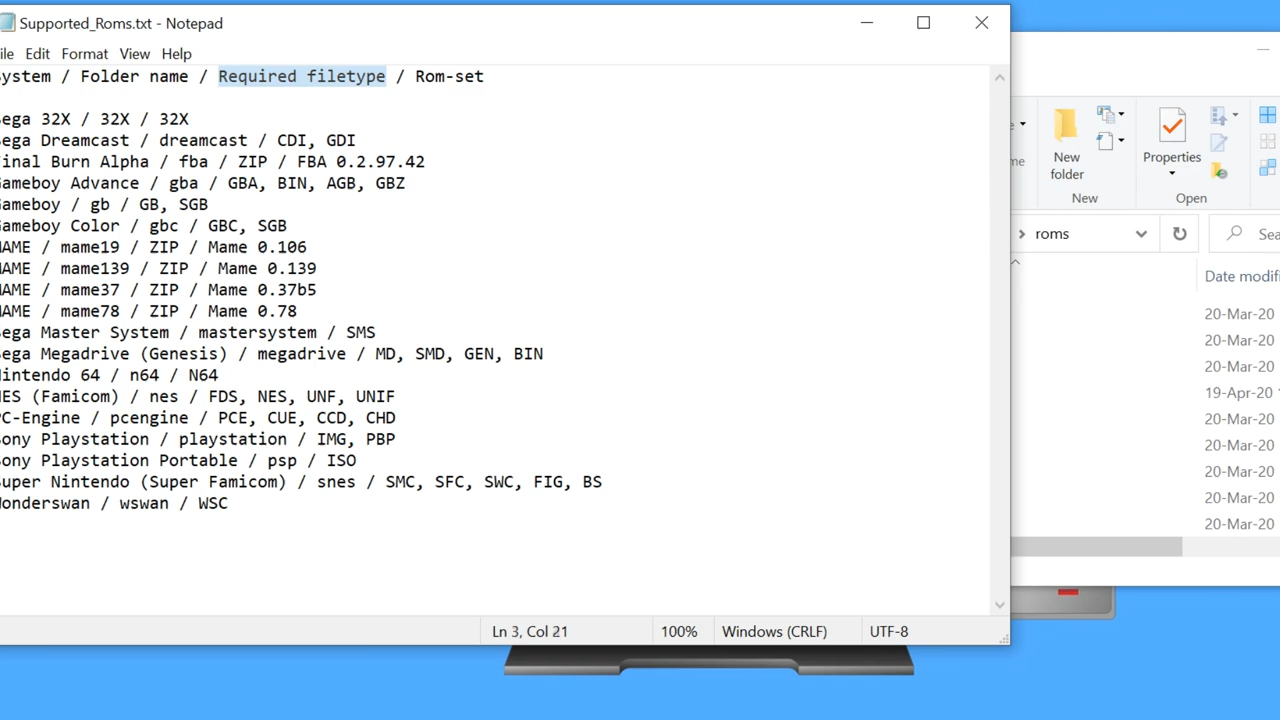 Supported_Roms.txt - Notepad
ile Edit Format View Help
ystem / Folder name / Required filetype / Rom-set
ega 32X / 32X / 32X
ega Dreamcast / dreamcast / CDI, GDI
inal Burn Alpha / fba / ZIP / FBA 0.2.97.42
ameboy Advance / gba / GBA, BIN, AGB, GBZ
ameboy / gb / GB, SGB
ameboy Color / gbc / GBC, SGB
AME / mame19 / ZIP / Mame 0.106
AME / mame139 / ZIP / Mame 0.139
AME / mame37 / ZIP / Mame 0.37b5
AME / mame78 / ZIP / Mame 0.78
ega Master System / mastersystem / SMS
ega Megadrive (Genesis) / megadrive / MD, SMD, GEN, BIN
intendo 64 / n64 / N64
ES (Famicom) / nes / FDS, NES, UNF, UNIF
C-Engine / pcengine / PCE, CUE, CCD, CHD
ony Playstation / playstation / IMG, PBP
ony Playstation Portable / psp / ISO
uper Nintendo (Super Famicom) / snes / SMC, SFC, SWC, FIG, BS
onderswan / wswan / WSC
Ln 3, Col 21 100% Windows (CRLF) UTF-8
New
folder
Properties
New
Open
roms
Sea
Date modifi
20-Mar-20
20-Mar-20
20-Mar-20
19-Apr-20
20-Mar-20
20-Mar-20
20-Mar-20
20-Mar-20
20-Mar-20